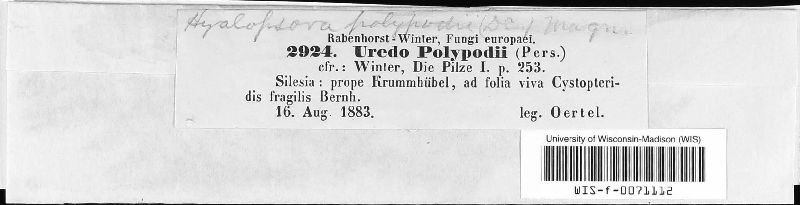 Hyalopsora polypodii (DC.) Magn.
Rabenhorst-Winter, Fungi europaei.
2924. Uredo Polypodii (Pers.)
cfr.: Winter, Die Pilze I. p. 253.
Silesia: prope Krummhübel, ad folia viva Cystopteri-
dis fragilis Bernh.
16. Aug. 1883. leg. Oertel.
University of Wisconsin-Madison (WIS)
WIS-f-0071112